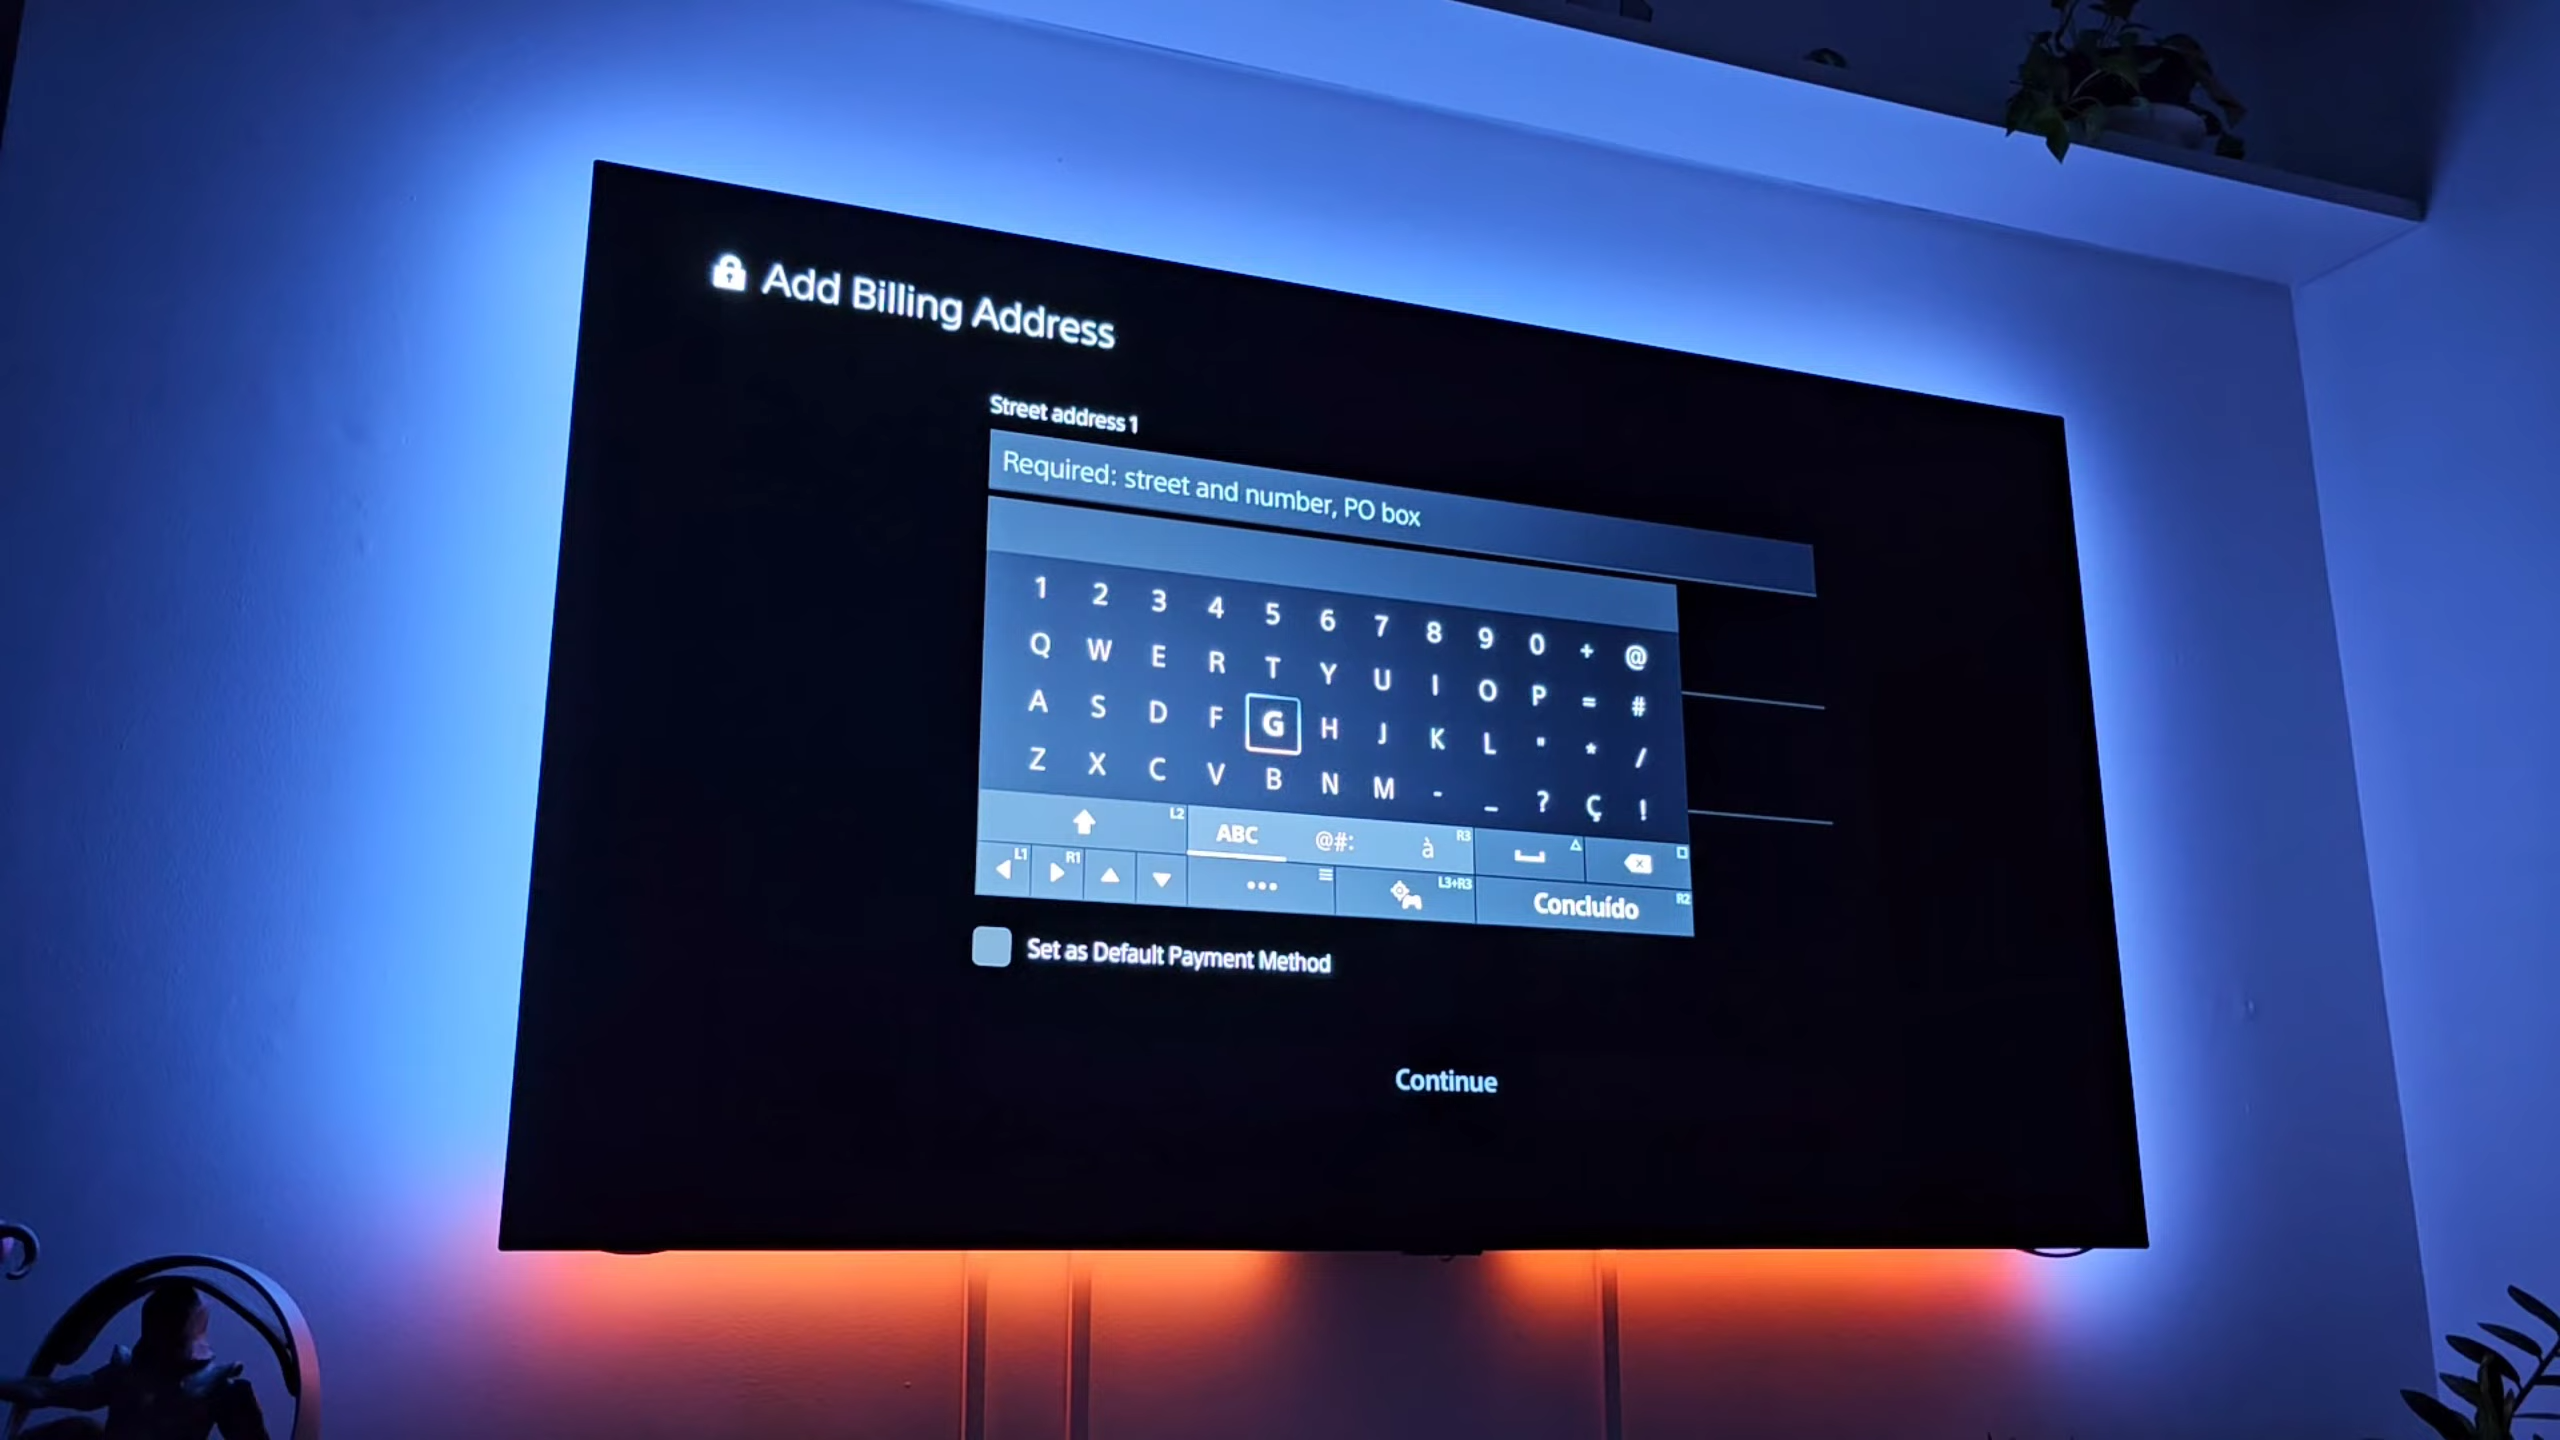 Add Billing Address
Street address 1
Required: street and number, PO box
1 2 3 4 5 6 7 8 9 0 + @
Q W E R T Y U I O P = #
A S D F G H J K L " * /
Z X C V B N M - _ ? Ç !
L2 ABC @#: à R3
L1 R1 ... L3+R3 Concluído R2
Set as Default Payment Method
Continue